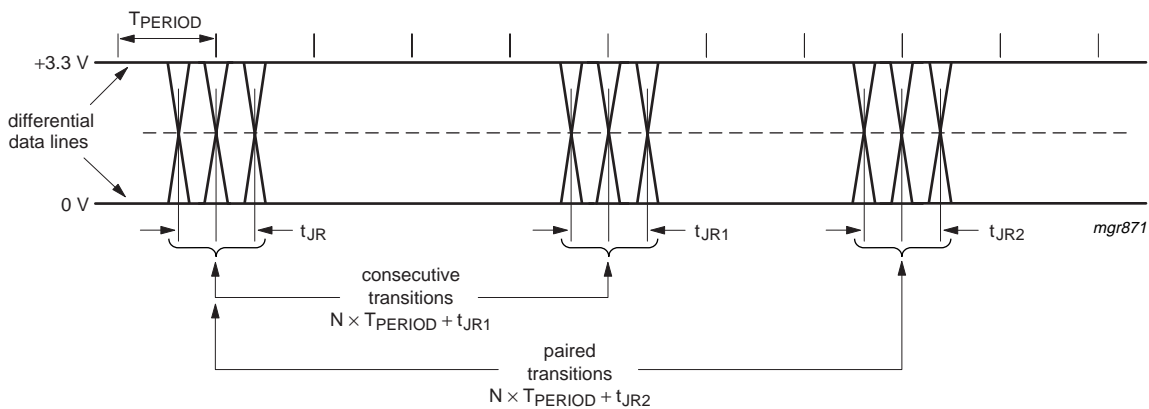 TPERIOD
+3.3 V
differential
data lines
0 V
tJR
tJR1
tJR2
mgr871
consecutive
transitions
N × TPERIOD + tJR1
paired
transitions
N × TPERIOD + tJR2